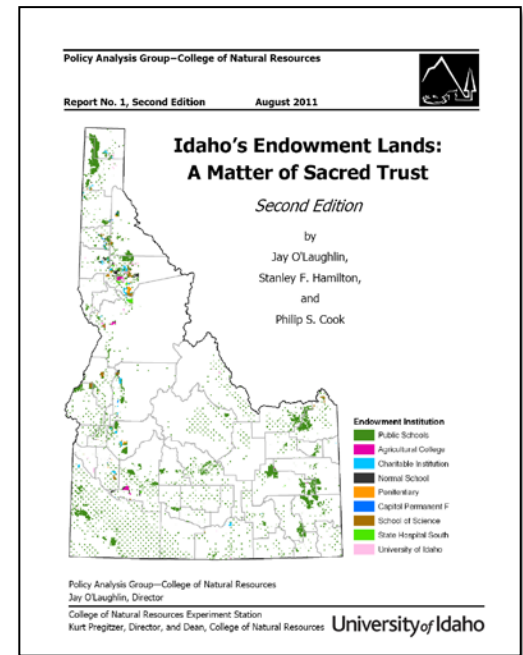 Policy Analysis Group–College of Natural Resources
Report No. 1, Second Edition August 2011
Idaho's Endowment Lands:
A Matter of Sacred Trust
Second Edition
by
Jay O'Laughlin,
Stanley F. Hamilton,
and
Philip S. Cook
Endowment Institution
Public Schools
Agricultural College
Charitable Institution
Normal School
Penitentiary
Capitol Permanent F
School of Science
State Hospital South
University of Idaho
Policy Analysis Group—College of Natural Resources
Jay O'Laughlin, Director
College of Natural Resources Experiment Station
Kurt Pregitzer, Director, and Dean, College of Natural Resources
University of Idaho